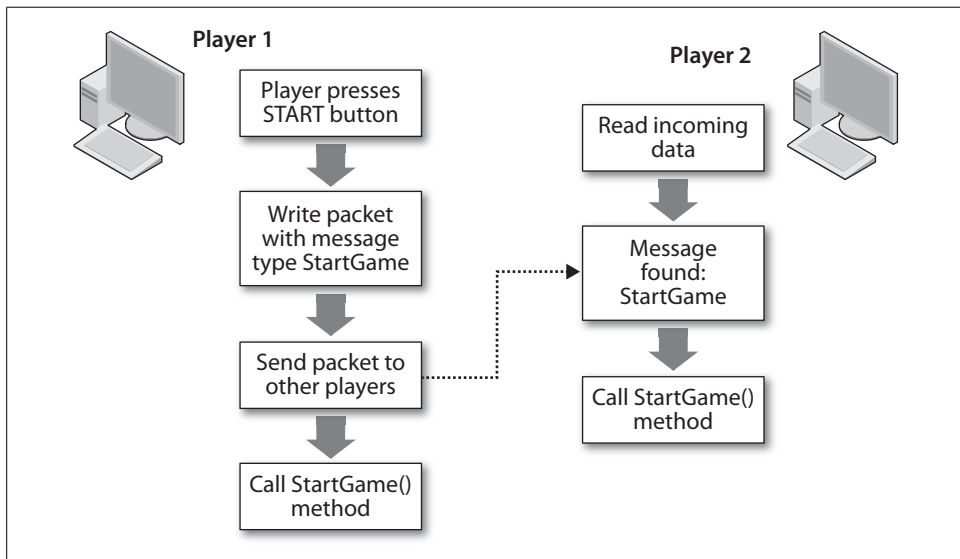 Player 1
Player presses
START button
Write packet
with message
type StartGame
Send packet to
other players
Call StartGame()
method
Player 2
Read incoming
data
Message
found:
StartGame
Call StartGame()
method